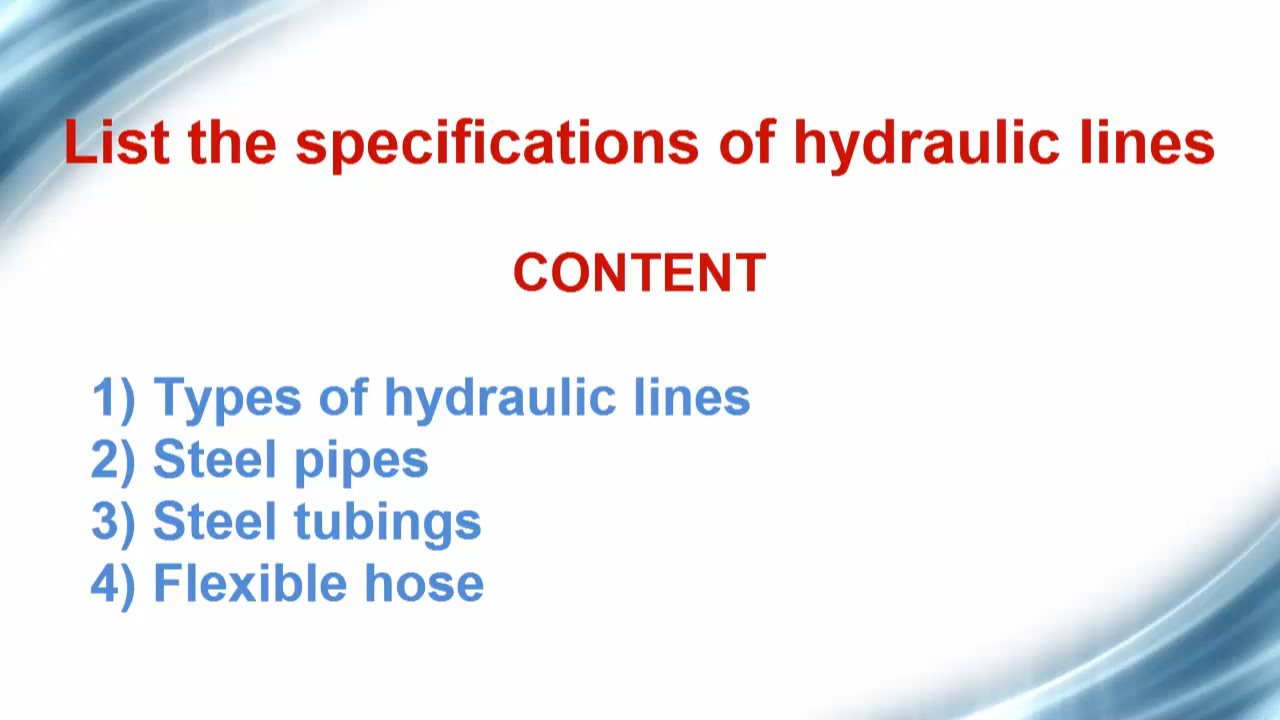 List the specifications of hydraulic lines
CONTENT
1) Types of hydraulic lines
2) Steel pipes
3) Steel tubings
4) Flexible hose